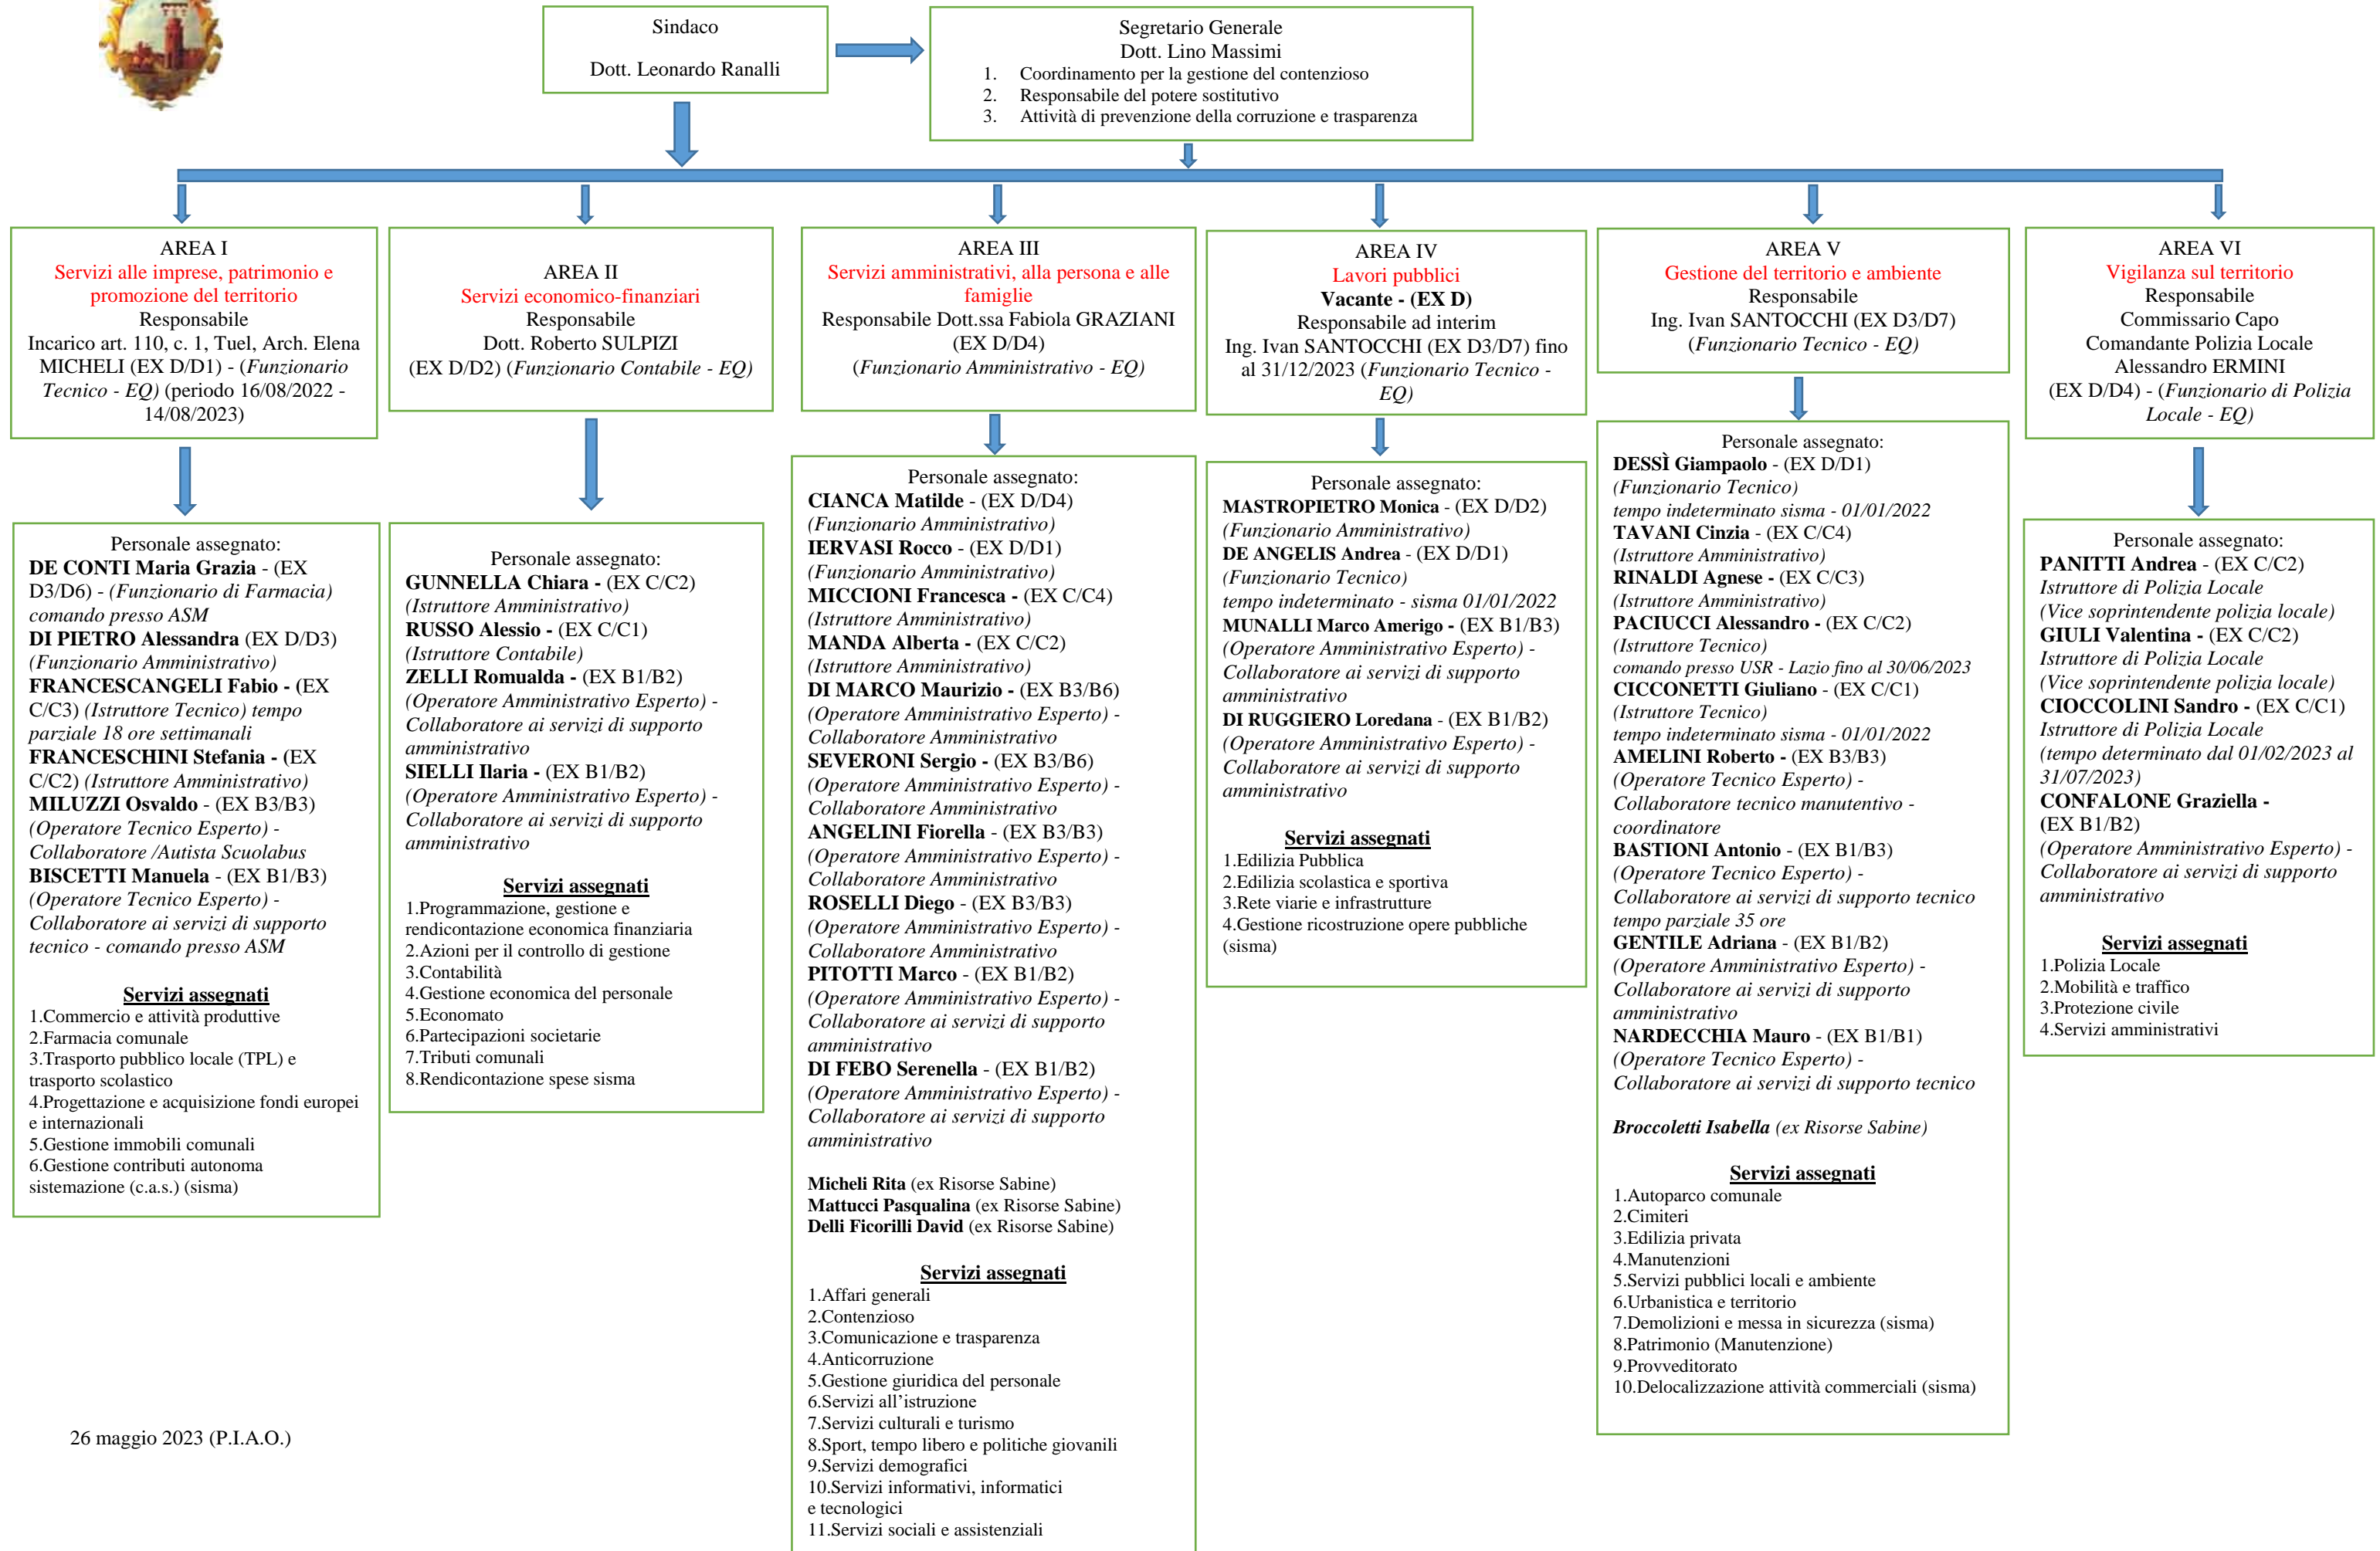 Sindaco
Dott. Leonardo Ranalli
Segretario Generale
Dott. Lino Massimi
1. Coordinamento per la gestione del contenzioso
2. Responsabile del potere sostitutivo
3. Attività di prevenzione della corruzione e trasparenza
AREA I
Servizi alle imprese, patrimonio e
promozione del territorio
Responsabile
Incarico art. 110, c. 1, Tuel, Arch. Elena
MICHELI (EX D/D1) - (Funzionario
Tecnico - EQ) (periodo 16/08/2022 -
14/08/2023)
Personale assegnato:
DE CONTI Maria Grazia - (EX
D3/D6) - (Funzionario di Farmacia)
comando presso ASM
DI PIETRO Alessandra (EX D/D3)
(Funzionario Amministrativo)
FRANCESCANGELI Fabio - (EX
C/C3) (Istruttore Tecnico) tempo
parziale 18 ore settimanali
FRANCESCHINI Stefania - (EX
C/C2) (Istruttore Amministrativo)
MILUZZI Osvaldo - (EX B3/B3)
(Operatore Tecnico Esperto) -
Collaboratore /Autista Scuolabus
BISCETTI Manuela - (EX B1/B3)
(Operatore Tecnico Esperto) -
Collaboratore ai servizi di supporto
tecnico - comando presso ASM
Servizi assegnati
1.Commercio e attività produttive
2.Farmacia comunale
3.Trasporto pubblico locale (TPL) e
trasporto scolastico
4.Progettazione e acquisizione fondi europei
e internazionali
5.Gestione immobili comunali
6.Gestione contributi autonoma
sistemazione (c.a.s.) (sisma)
AREA II
Servizi economico-finanziari
Responsabile
Dott. Roberto SULPIZI
(EX D/D2) (Funzionario Contabile - EQ)
Personale assegnato:
GUNNELLA Chiara - (EX C/C2)
(Istruttore Amministrativo)
RUSSO Alessio - (EX C/C1)
(Istruttore Contabile)
ZELLI Romualda - (EX B1/B2)
(Operatore Amministrativo Esperto) -
Collaboratore ai servizi di supporto
amministrativo
SIELLI Ilaria - (EX B1/B2)
(Operatore Amministrativo Esperto) -
Collaboratore ai servizi di supporto
amministrativo
Servizi assegnati
1.Programmazione, gestione e
rendicontazione economica finanziaria
2.Azioni per il controllo di gestione
3.Contabilità
4.Gestione economica del personale
5.Economato
6.Partecipazioni societarie
7.Tributi comunali
8.Rendicontazione spese sisma
AREA III
Servizi amministrativi, alla persona e alle
famiglie
Responsabile Dott.ssa Fabiola GRAZIANI
(EX D/D4)
(Funzionario Amministrativo - EQ)
Personale assegnato:
CIANCA Matilde - (EX D/D4)
(Funzionario Amministrativo)
IERVASI Rocco - (EX D/D1)
(Funzionario Amministrativo)
MICCIONI Francesca - (EX C/C4)
(Istruttore Amministrativo)
MANDA Alberta - (EX C/C2)
(Istruttore Amministrativo)
DI MARCO Maurizio - (EX B3/B6)
(Operatore Amministrativo Esperto) -
Collaboratore Amministrativo
SEVERONI Sergio - (EX B3/B6)
(Operatore Amministrativo Esperto) -
Collaboratore Amministrativo
ANGELINI Fiorella - (EX B3/B3)
(Operatore Amministrativo Esperto) -
Collaboratore Amministrativo
ROSELLI Diego - (EX B3/B3)
(Operatore Amministrativo Esperto) -
Collaboratore Amministrativo
PITOTTI Marco - (EX B1/B2)
(Operatore Amministrativo Esperto) -
Collaboratore ai servizi di supporto
amministrativo
DI FEBO Serenella - (EX B1/B2)
(Operatore Amministrativo Esperto) -
Collaboratore ai servizi di supporto
amministrativo
Micheli Rita (ex Risorse Sabine)
Mattucci Pasqualina (ex Risorse Sabine)
Delli Ficorilli David (ex Risorse Sabine)
Servizi assegnati
1.Affari generali
2.Contenzioso
3.Comunicazione e trasparenza
4.Anticorruzione
5.Gestione giuridica del personale
6.Servizi all'istruzione
7.Servizi culturali e turismo
8.Sport, tempo libero e politiche giovanili
9.Servizi demografici
10.Servizi informativi, informatici
e tecnologici
11.Servizi sociali e assistenziali
AREA IV
Lavori pubblici
Vacante - (EX D)
Responsabile ad interim
Ing. Ivan SANTOCCHI (EX D3/D7) fino
al 31/12/2023 (Funzionario Tecnico -
EQ)
Personale assegnato:
MASTROPIETRO Monica - (EX D/D2)
(Funzionario Amministrativo)
DE ANGELIS Andrea - (EX D/D1)
(Funzionario Tecnico)
tempo indeterminato - sisma 01/01/2022
MUNALLI Marco Amerigo - (EX B1/B3)
(Operatore Amministrativo Esperto) -
Collaboratore ai servizi di supporto
amministrativo
DI RUGGIERO Loredana - (EX B1/B2)
(Operatore Amministrativo Esperto) -
Collaboratore ai servizi di supporto
amministrativo
Servizi assegnati
1.Edilizia Pubblica
2.Edilizia scolastica e sportiva
3.Rete viarie e infrastrutture
4.Gestione ricostruzione opere pubbliche
(sisma)
AREA V
Gestione del territorio e ambiente
Responsabile
Ing. Ivan SANTOCCHI (EX D3/D7)
(Funzionario Tecnico - EQ)
Personale assegnato:
DESSÌ Giampaolo - (EX D/D1)
(Funzionario Tecnico)
tempo indeterminato sisma - 01/01/2022
TAVANI Cinzia - (EX C/C4)
(Istruttore Amministrativo)
RINALDI Agnese - (EX C/C3)
(Istruttore Amministrativo)
PACIUCCI Alessandro - (EX C/C2)
(Istruttore Tecnico)
comando presso USR - Lazio fino al 30/06/2023
CICCONETTI Giuliano - (EX C/C1)
(Istruttore Tecnico)
tempo indeterminato sisma - 01/01/2022
AMELINI Roberto - (EX B3/B3)
(Operatore Tecnico Esperto) -
Collaboratore tecnico manutentivo -
coordinatore
BASTIONI Antonio - (EX B1/B3)
(Operatore Tecnico Esperto) -
Collaboratore ai servizi di supporto tecnico
tempo parziale 35 ore
GENTILE Adriana - (EX B1/B2)
(Operatore Amministrativo Esperto) -
Collaboratore ai servizi di supporto
amministrativo
NARDECCHIA Mauro - (EX B1/B1)
(Operatore Tecnico Esperto) -
Collaboratore ai servizi di supporto tecnico
Broccoletti Isabella (ex Risorse Sabine)
Servizi assegnati
1.Autoparco comunale
2.Cimiteri
3.Edilizia privata
4.Manutenzioni
5.Servizi pubblici locali e ambiente
6.Urbanistica e territorio
7.Demolizioni e messa in sicurezza (sisma)
8.Patrimonio (Manutenzione)
9.Provveditorato
10.Delocalizzazione attività commerciali (sisma)
AREA VI
Vigilanza sul territorio
Responsabile
Commissario Capo
Comandante Polizia Locale
Alessandro ERMINI
(EX D/D4) - (Funzionario di Polizia
Locale - EQ)
Personale assegnato:
PANITTI Andrea - (EX C/C2)
Istruttore di Polizia Locale
(Vice soprintendente polizia locale)
GIULI Valentina - (EX C/C2)
Istruttore di Polizia Locale
(Vice soprintendente polizia locale)
CIOCCOLINI Sandro - (EX C/C1)
Istruttore di Polizia Locale
(tempo determinato dal 01/02/2023 al
31/07/2023)
CONFALONE Graziella -
(EX B1/B2)
(Operatore Amministrativo Esperto) -
Collaboratore ai servizi di supporto
amministrativo
Servizi assegnati
1.Polizia Locale
2.Mobilità e traffico
3.Protezione civile
4.Servizi amministrativi
26 maggio 2023 (P.I.A.O.)